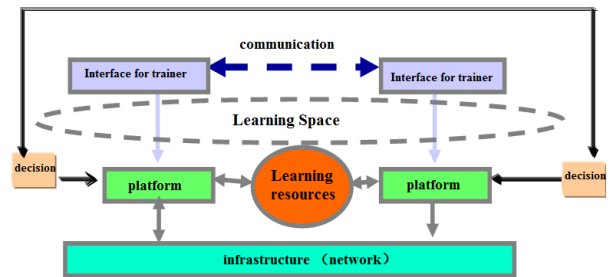 communication
Interface for trainer
Interface for trainer
Learning Space
decision
platform
Learning
resources
platform
decision
infrastructure （network）